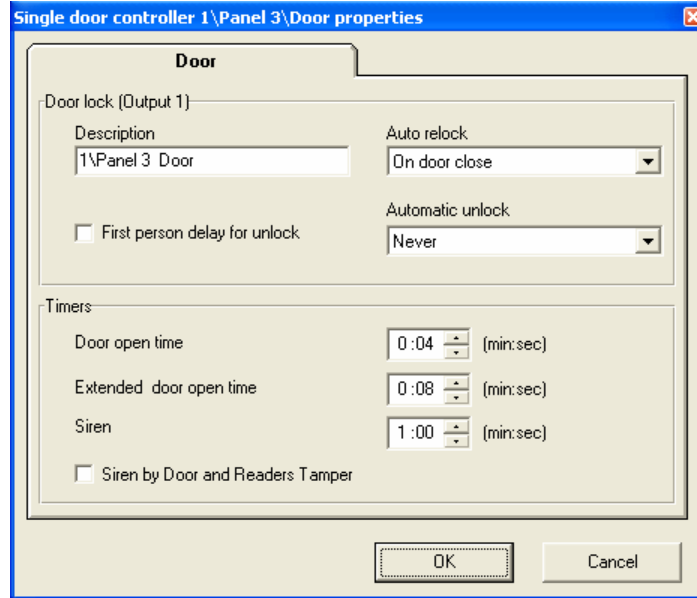 Single door controller 1\Panel 3\Door properties
Door
Door lock (Output 1)
Description
Auto relock
1\Panel 3 Door
On door close
Automatic unlock
First person delay for unlock
Never
Timers
Door open time
0:04 (min:sec)
Extended door open time
0:08 (min:sec)
Siren
1:00 (min:sec)
Siren by Door and Readers Tamper
OK
Cancel